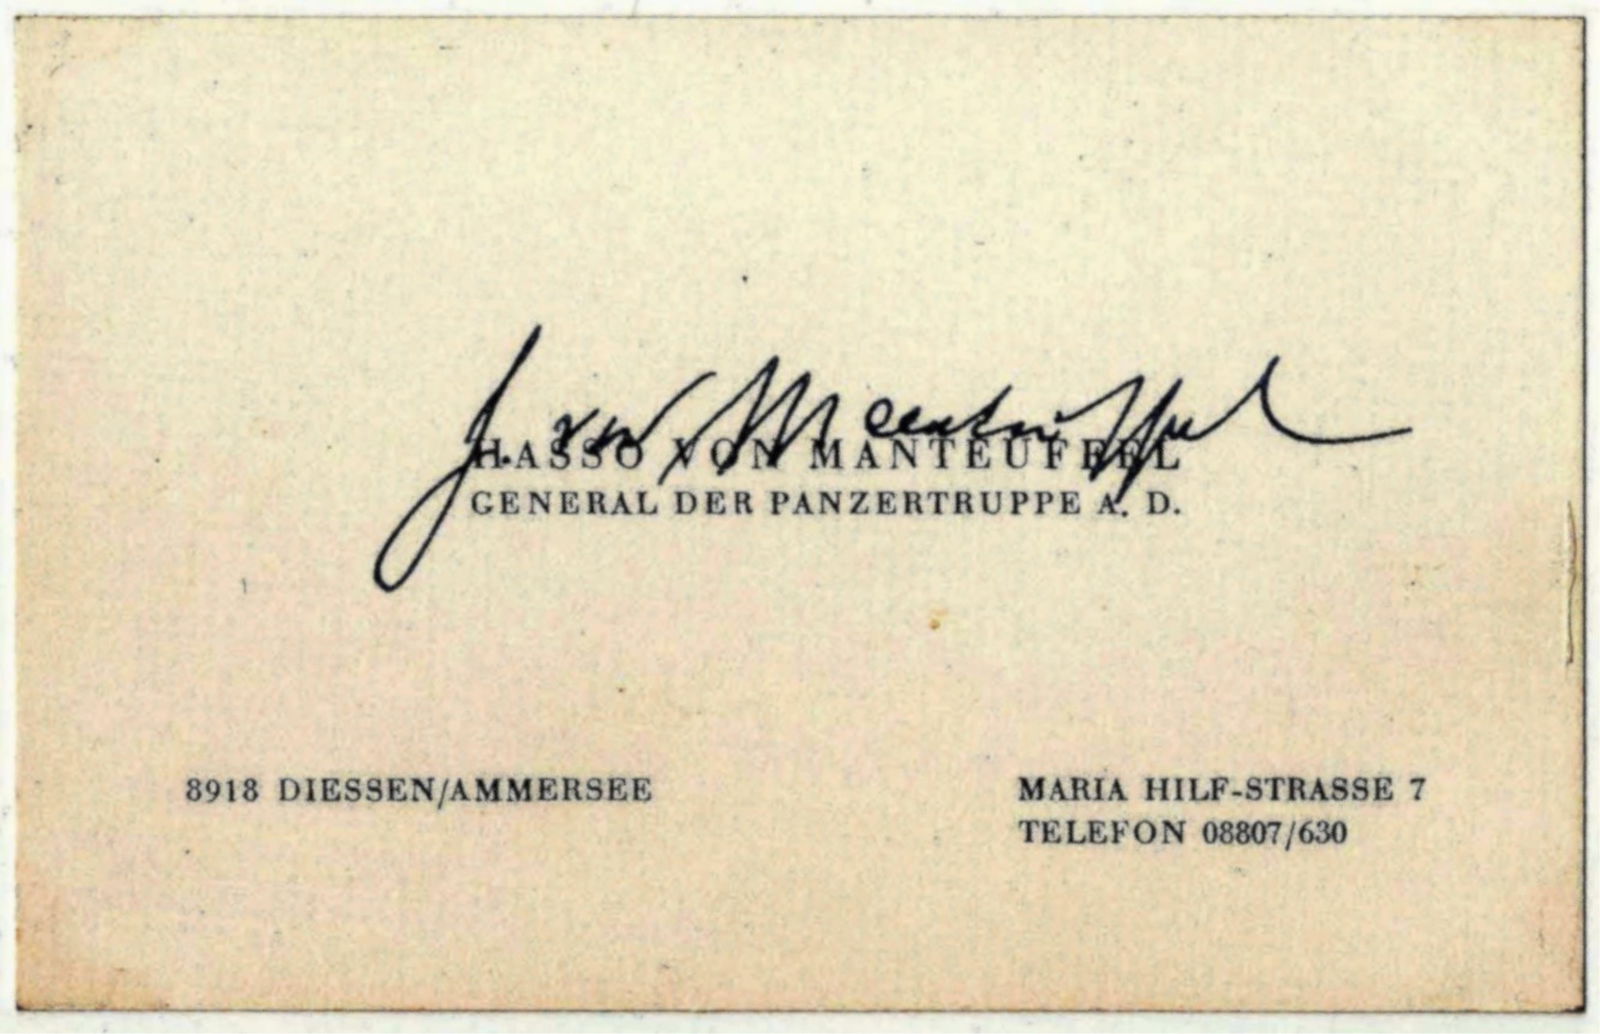 HASSO VON MANTEUFFEL
GENERAL DER PANZERTRUPPE A. D.
8918 DIESSEN/AMMERSEE
MARIA HILF-STRASSE 7
TELEFON 08807/630